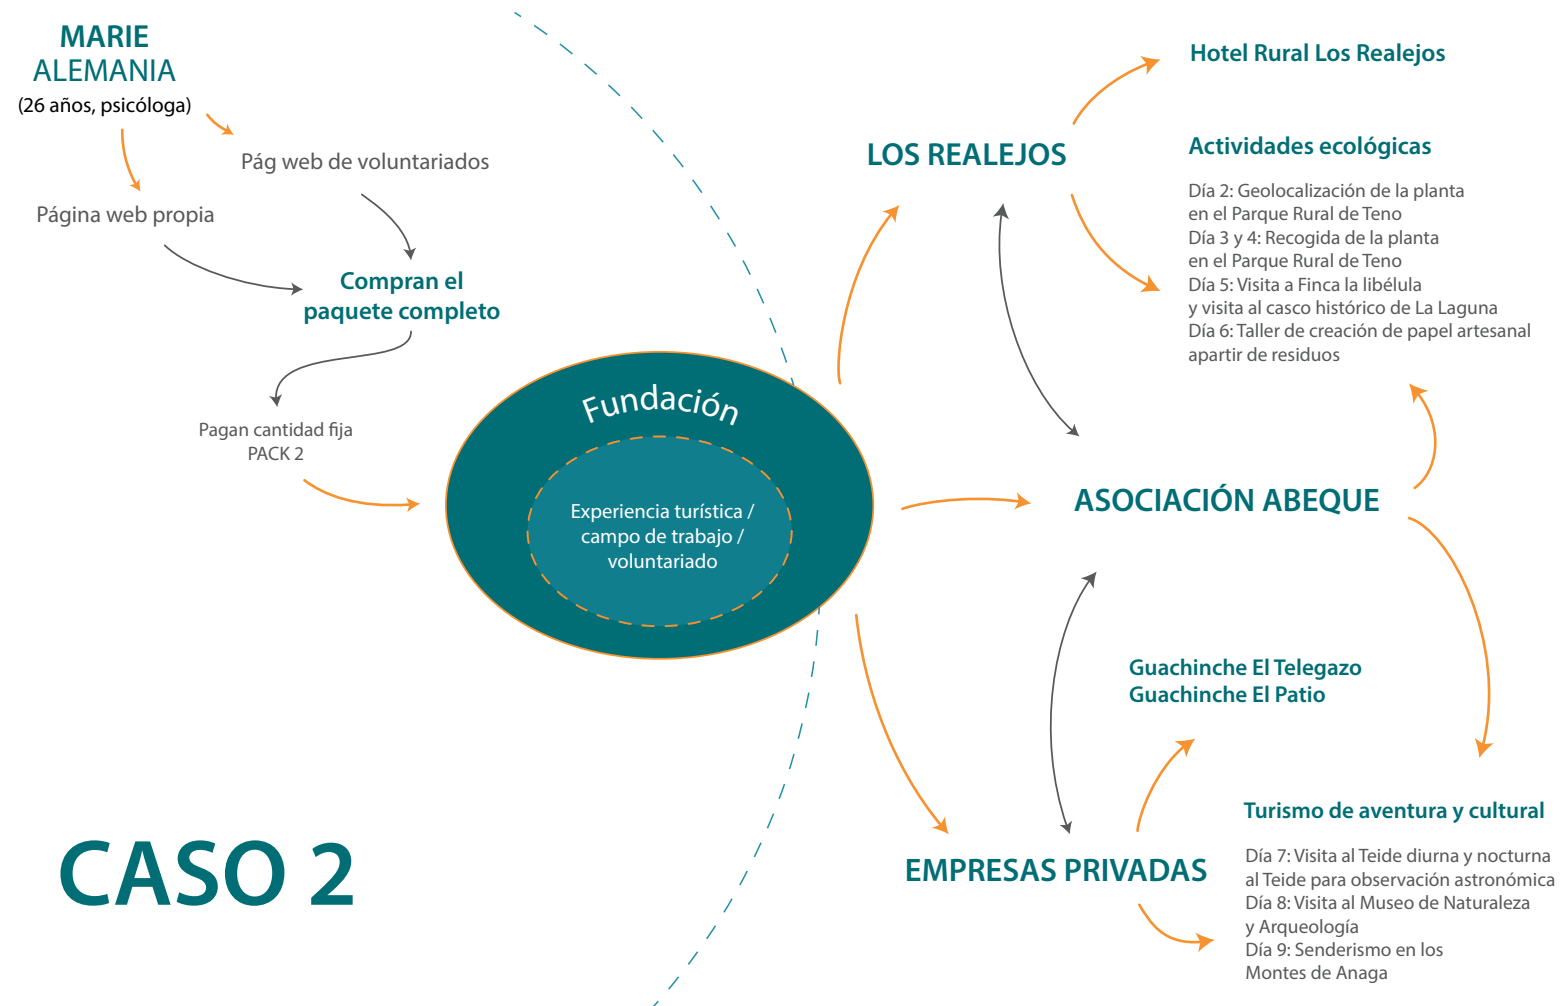 MARIE
ALEMANIA
(26 años, psicóloga)
Pág web de voluntariados
Página web propia
Compran el
paquete completo
Pagan cantidad fija
PACK 2
Fundación
Experiencia turística /
campo de trabajo /
voluntariado
LOS REALEJOS
Hotel Rural Los Realejos
Actividades ecológicas
Día 2: Geolocalización de la planta
en el Parque Rural de Teno
Día 3 y 4: Recogida de la planta
en el Parque Rural de Teno
Día 5: Visita a Finca la libélula
y visita al casco histórico de La Laguna
Día 6: Taller de creación de papel artesanal
apartir de residuos
ASOCIACIÓN ABEQUE
Guachinche El Telegazo
Guachinche El Patio
EMPRESAS PRIVADAS
Turismo de aventura y cultural
Día 7: Visita al Teide diurna y nocturna
al Teide para observación astronómica
Día 8: Visita al Museo de Naturaleza
y Arqueología
Día 9: Senderismo en los
Montes de Anaga
CASO 2